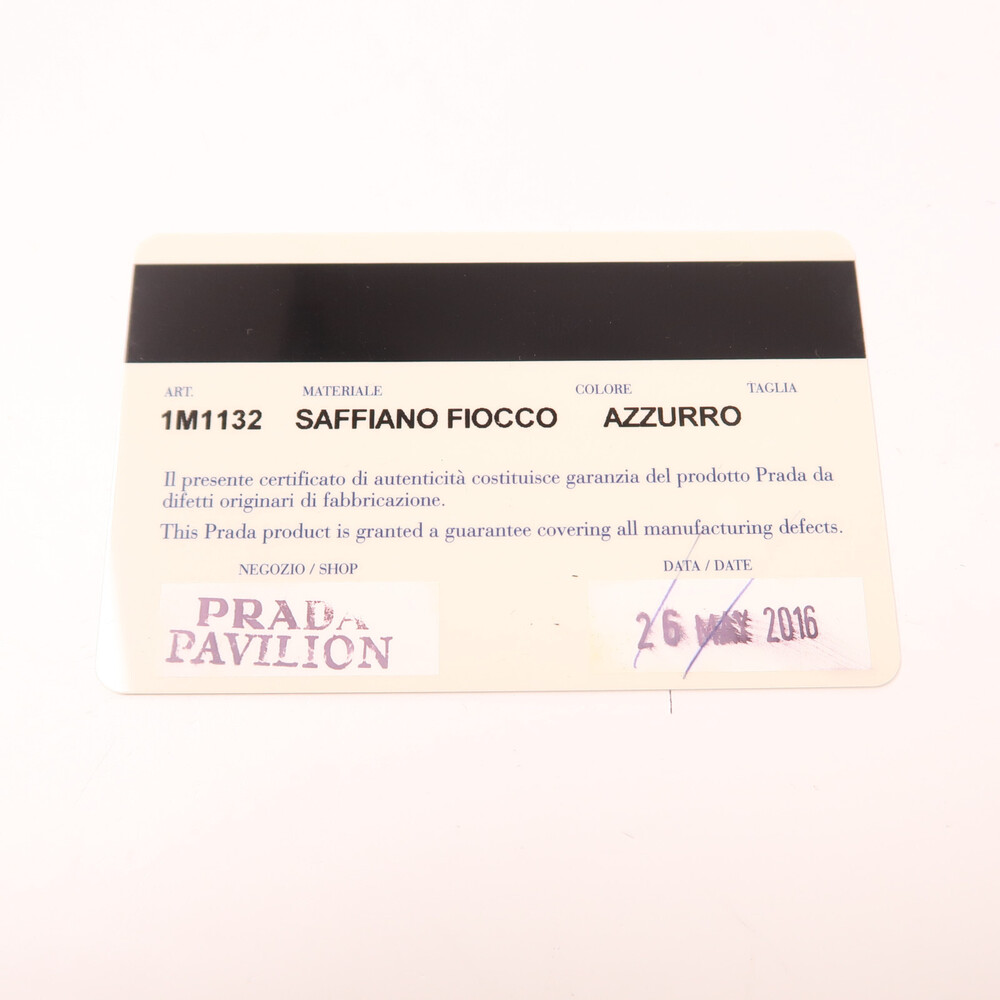 ART. MATERIALE COLORE TAGLIA
1M1132 SAFFIANO FIOCCO AZZURRO
Il presente certificato di autenticità costituisce garanzia del prodotto Prada da
difetti originari di fabbricazione.
This Prada product is granted a guarantee covering all manufacturing defects.
NEGOZIO / SHOP DATA / DATE
PRADA
PAVILION
26 MAY 2016